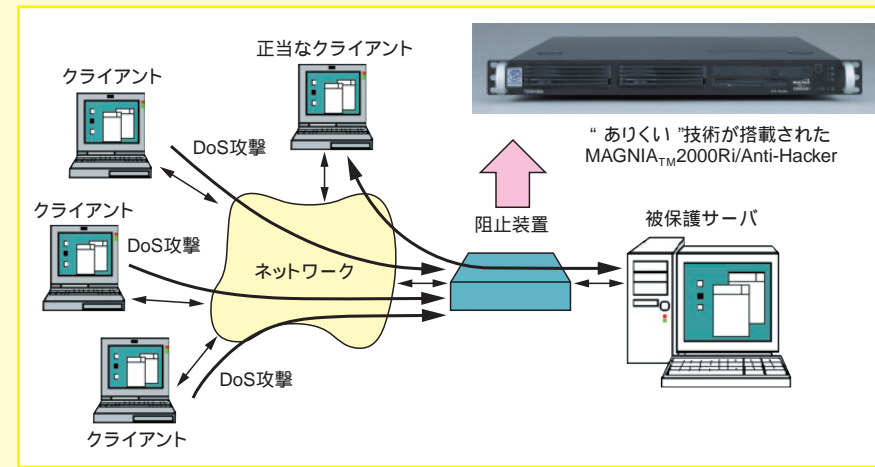 正当なクライアント
クライアント
DoS攻撃
“ ありくい ”技術が搭載された
MAGNIATM2000Ri/Anti-Hacker
クライアント
DoS攻撃
阻止装置
被保護サーバ
ネットワーク
DoS攻撃
クライアント